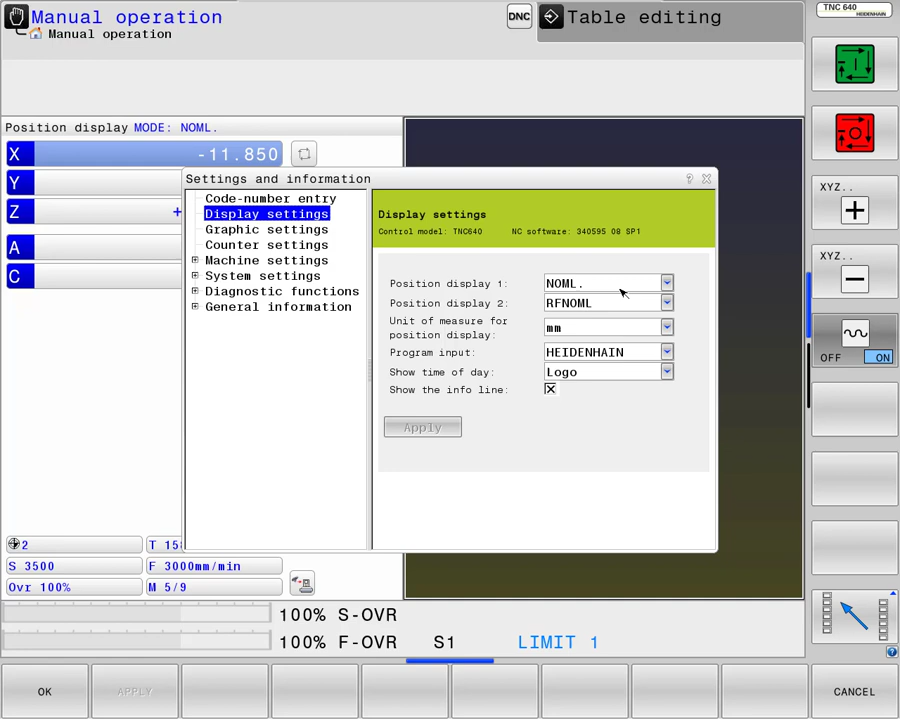 Manual operation
Manual operation
DNC
Table editing
TNC 640
HEIDENHAIN
Position display MODE: NOML.
X -11.850
Y
Z +
A
C
Settings and information
?
Code-number entry
Display settings
Graphic settings
Counter settings
Machine settings
System settings
Diagnostic functions
General information
Display settings
Control model: TNC640 NC software: 340595 08 SP1
Position display 1: NOML.
Position display 2: RFNOML
Unit of measure for
position display: mm
Program input: HEIDENHAIN
Show time of day: Logo
Show the info line:
Apply
XYZ..
+
XYZ..
−
OFF ON
2 T 15
S 3500 F 3000mm/min
Ovr 100% M 5/9
100% S-OVR
100% F-OVR S1 LIMIT 1
?
OK APPLY CANCEL